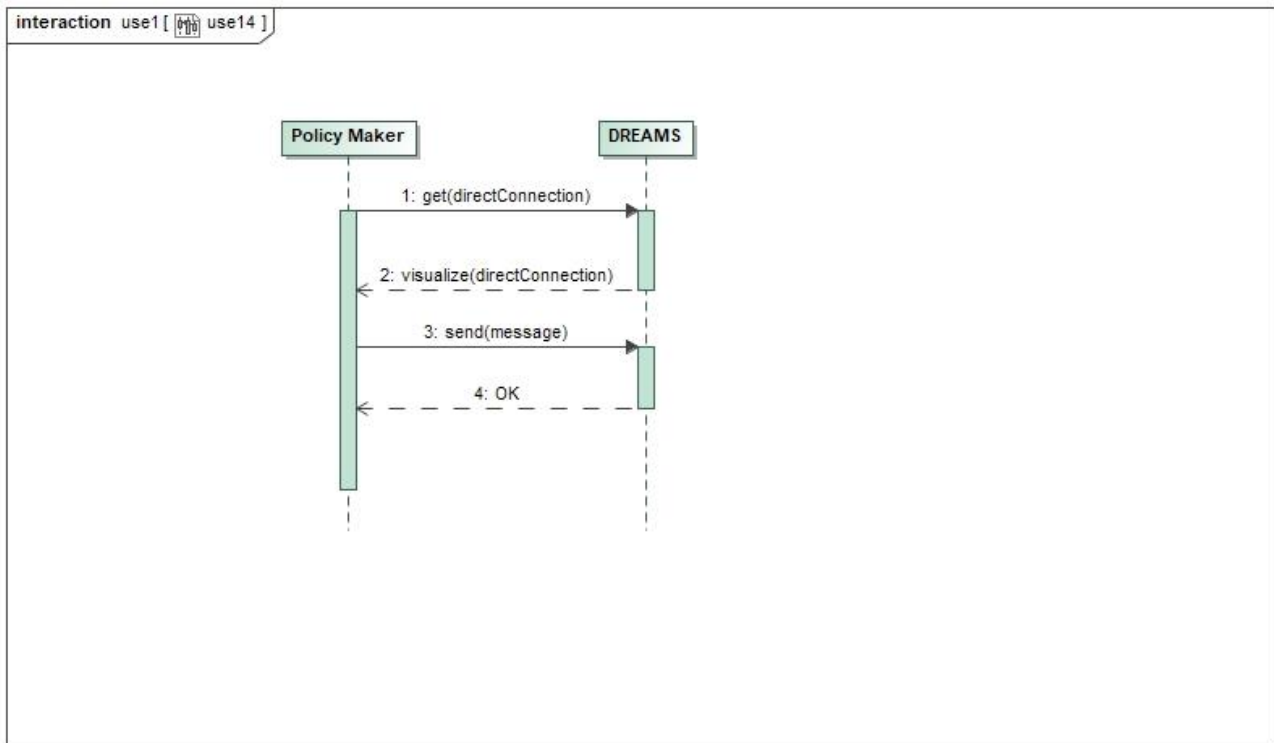 interaction use1 [ use14 ]
Policy Maker
DREAMS
1: get(directConnection)
2: visualize(directConnection)
3: send(message)
4: OK